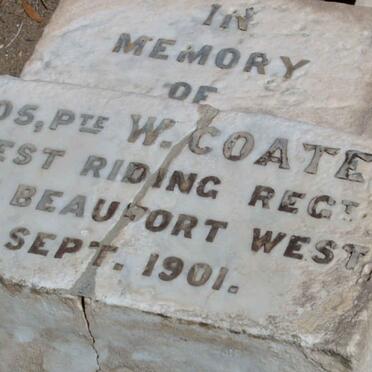 IN
MEMORY
OF
05, PTE W. COATE
EST RIDING REGT
BEAUFORT WEST
SEPT. 1901.